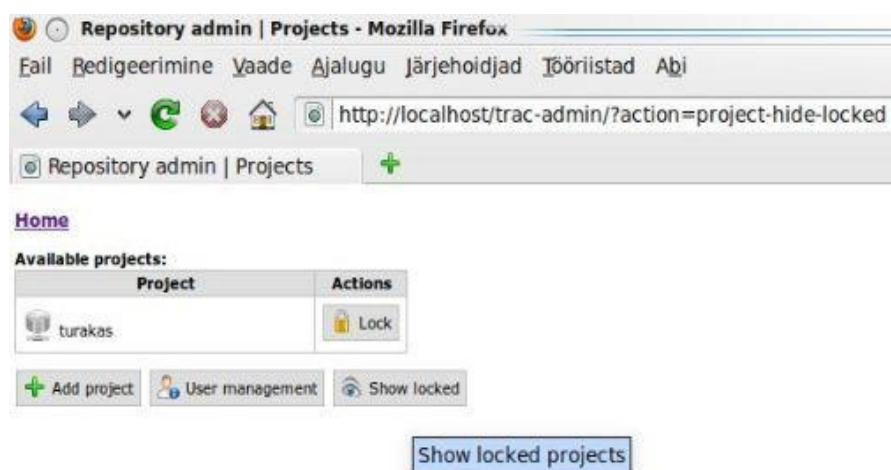 Repository admin | Projects - Mozilla Firefox
Fail Redigeerimine Vaade Ajalugu Järjehoidjad Tööriistad Abi
http://localhost/trac-admin/?action=project-hide-locked
Repository admin | Projects
Home
Available projects:
Project Actions
turakas Lock
Add project User management Show locked
Show locked projects